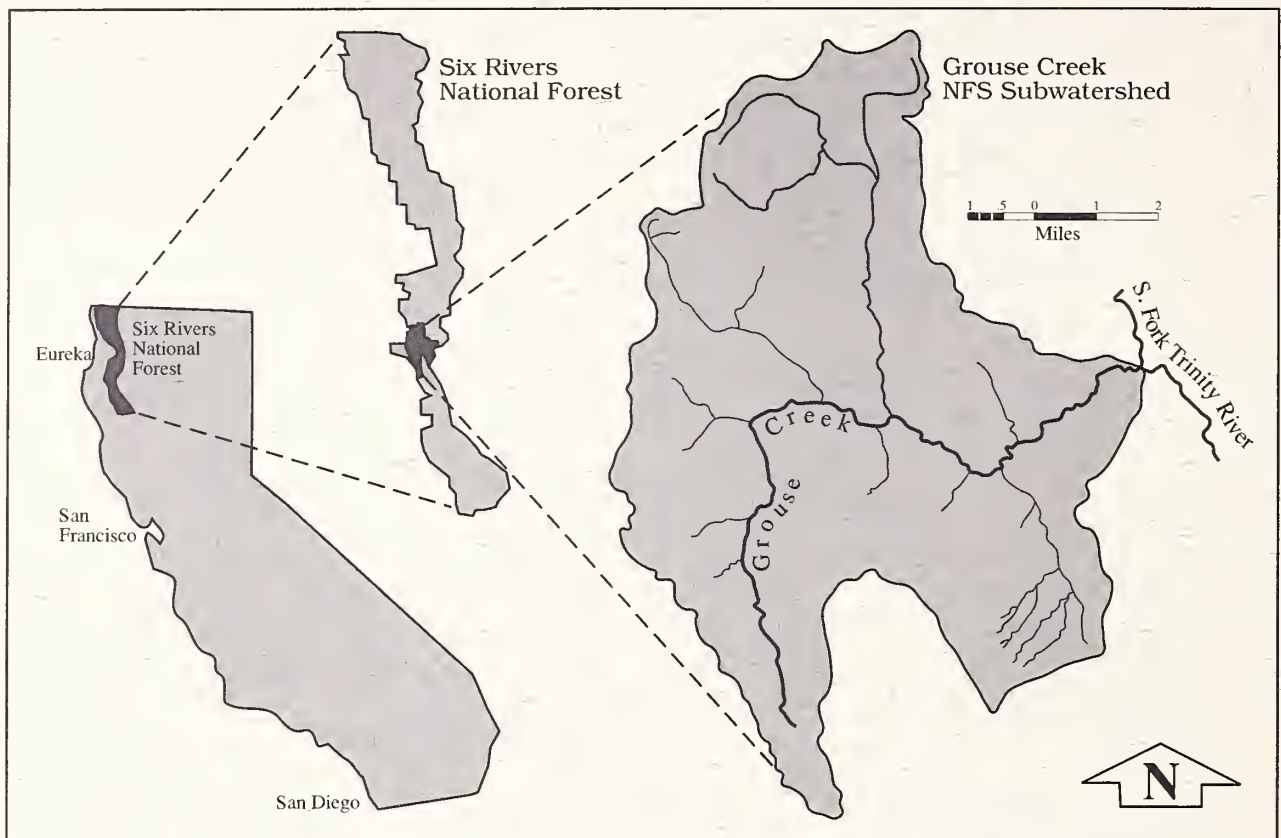 Six Rivers
National Forest
Grouse Creek
NFS Subwatershed
1 .5 0 1 2
Miles
S. Fork Trinity River
Eureka
Six Rivers
National
Forest
Creek
Grouse
San
Francisco
San Diego
N